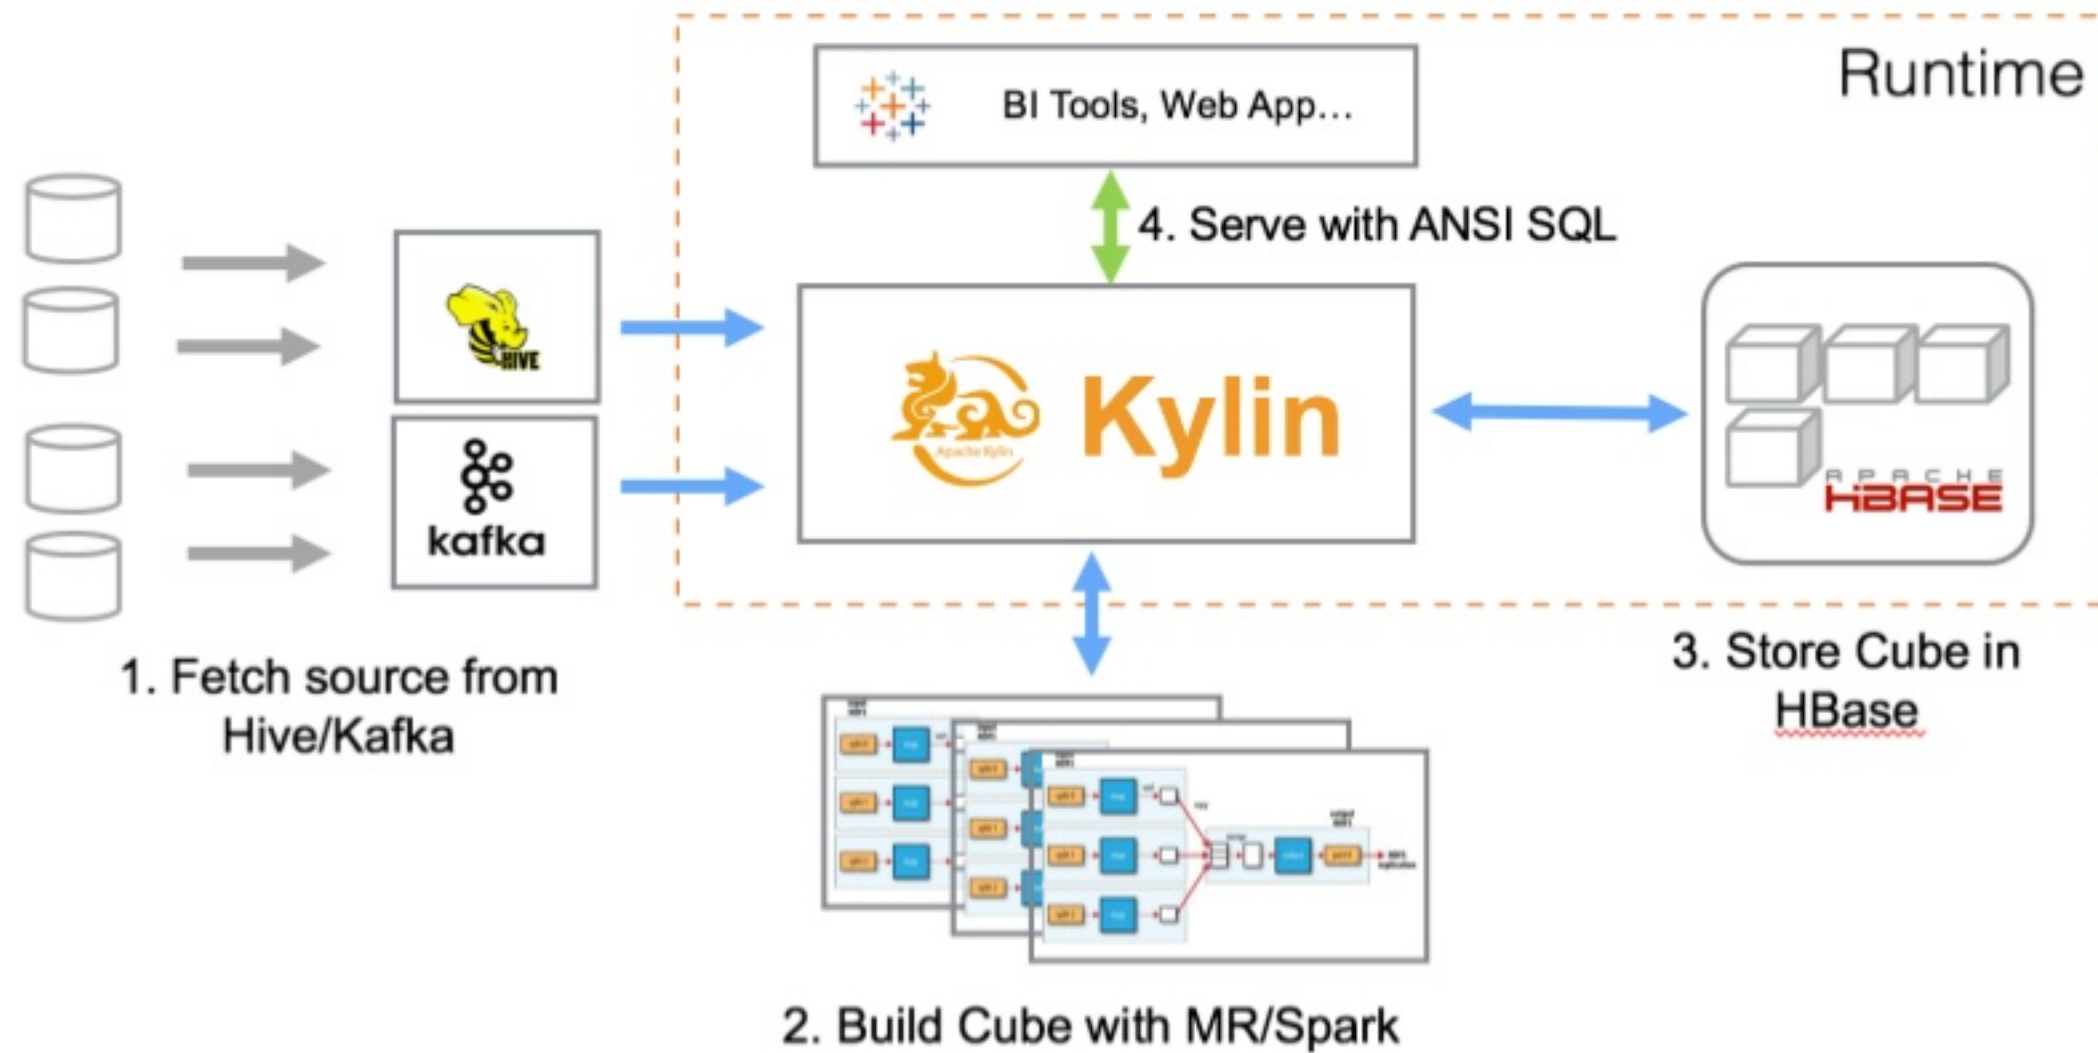 Runtime
BI Tools, Web App...
4. Serve with ANSI SQL
HIVE
kafka
Apache Kylin
Kylin
APACHE
HBASE
1. Fetch source from
Hive/Kafka
3. Store Cube in
HBase
2. Build Cube with MR/Spark